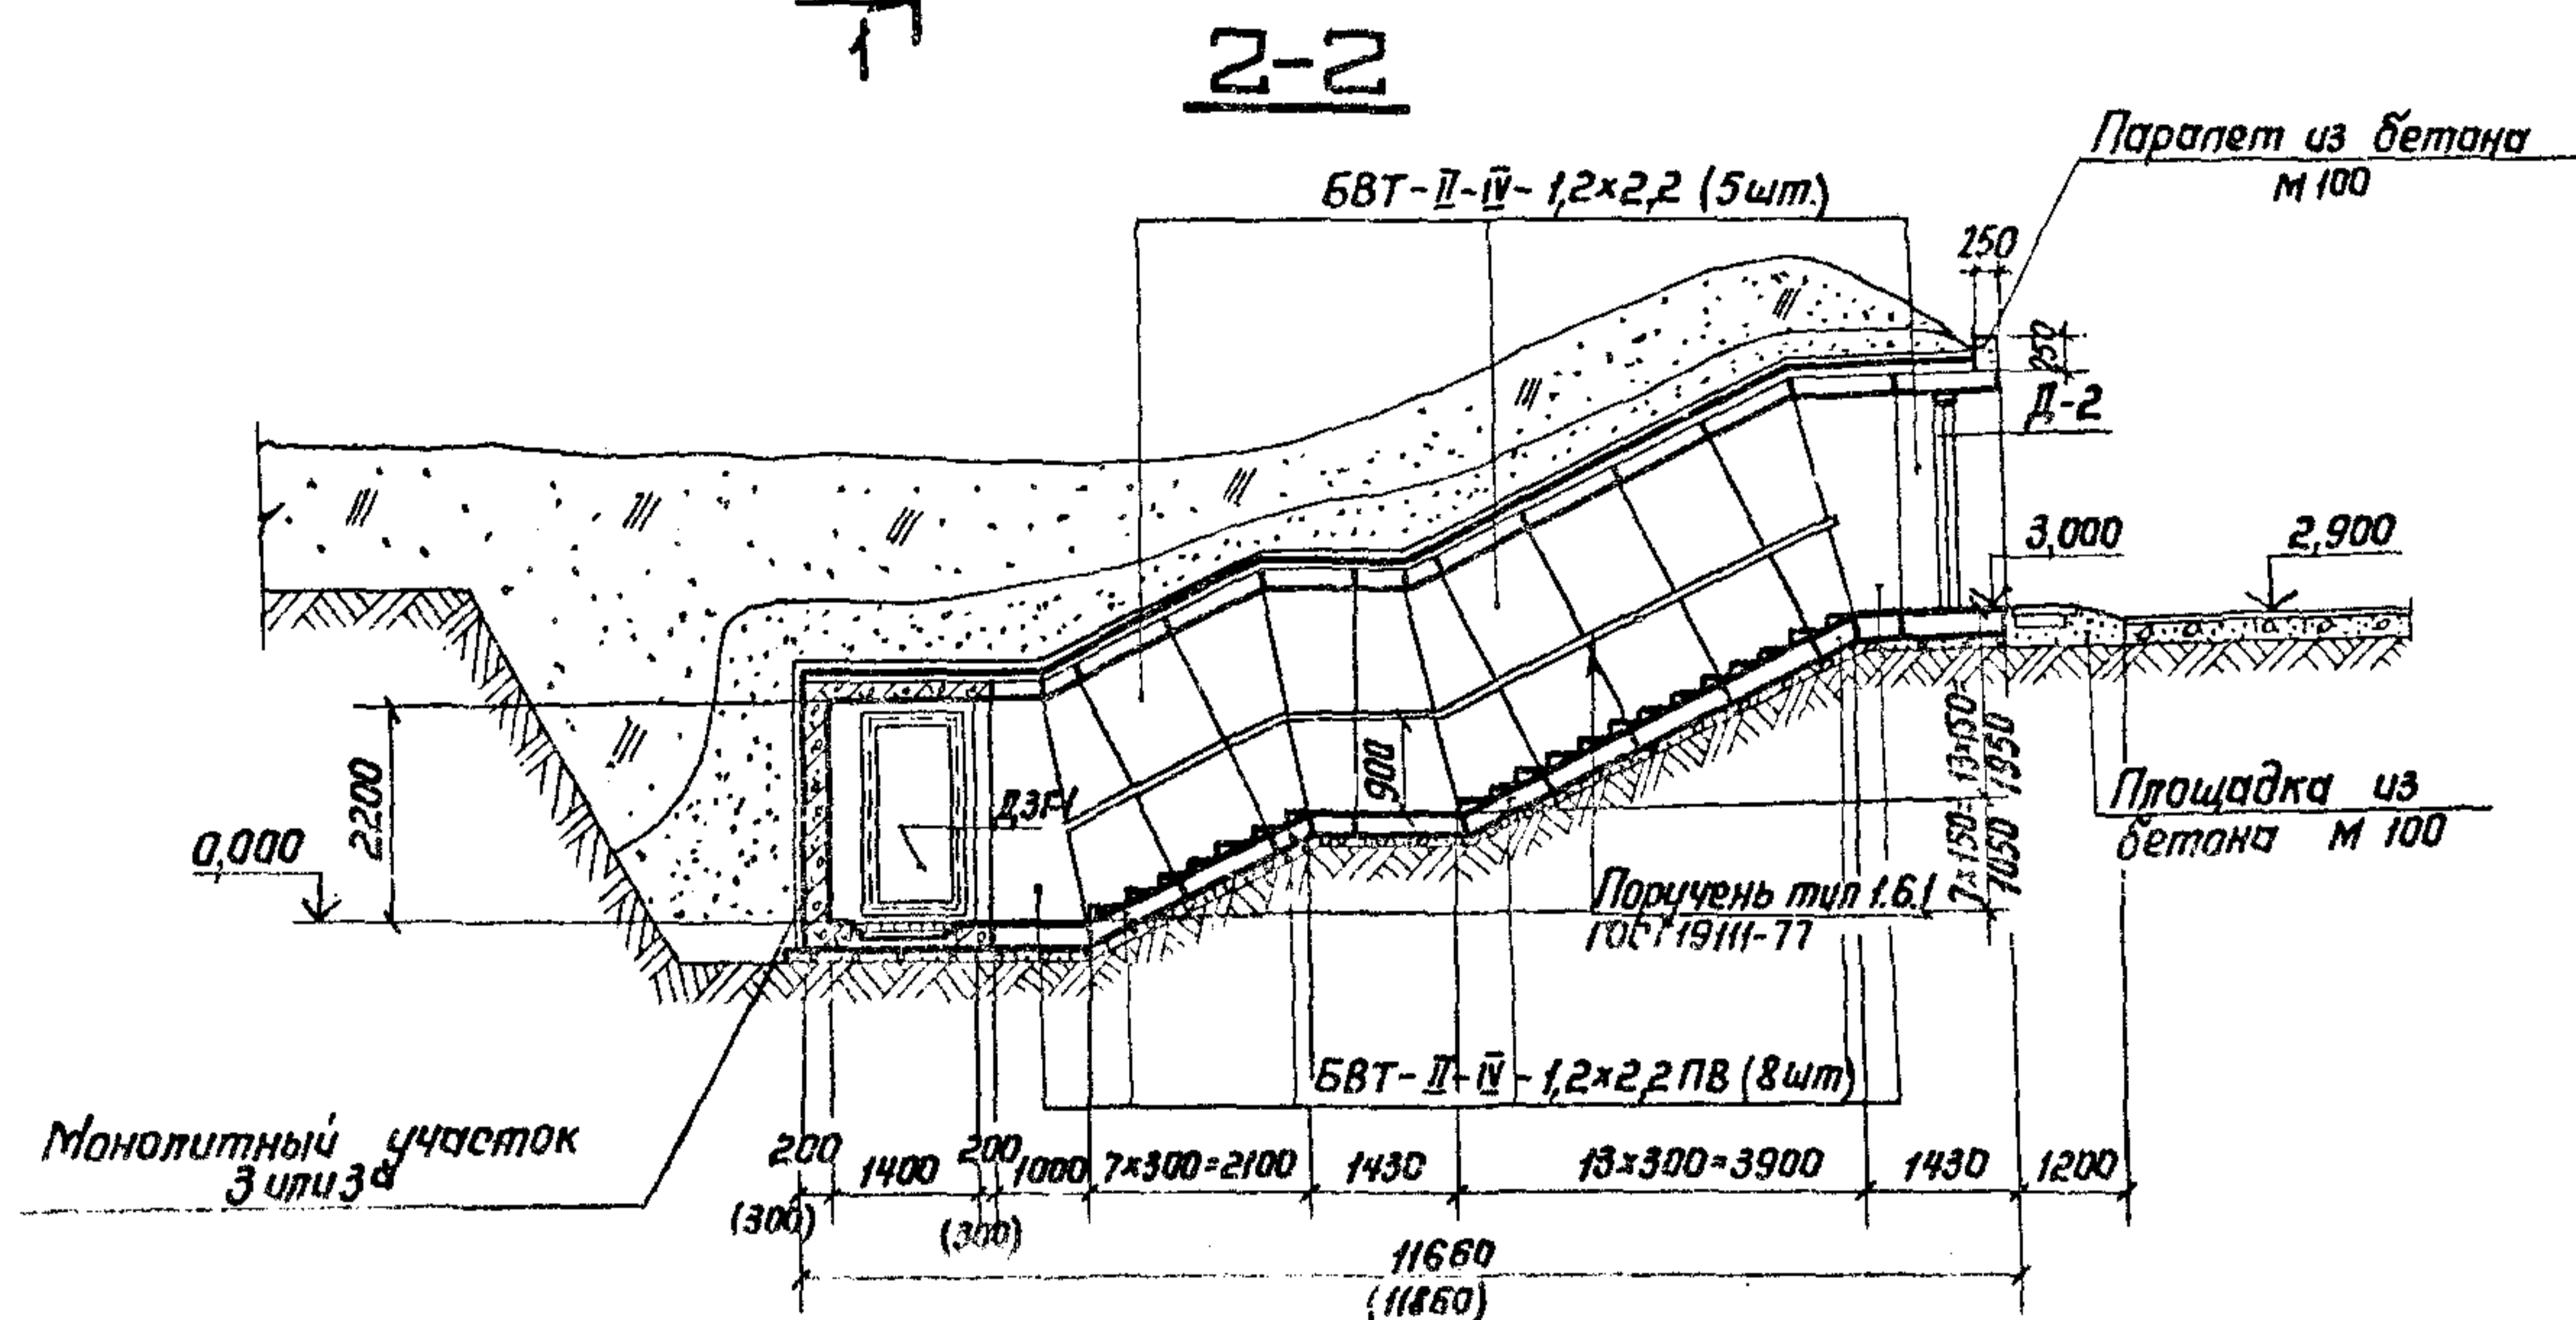 1
2-2
Парапет из бетона
М 100
БВТ-II-IV-1,2×2,2 (5шт.)
250
250
Д-2
3,000
2,900
2200
0,000
900
7×150= 13×150=
1050 1950
Площадка из
бетона М 100
Поручень тип 1.6.1
ГОСТ 19111-77
БВТ-II-IV-1,2×2,2 ПВ (8шт)
Монолитный участок
3 или 3а
200 1400 200 1000 7×300=2100 1430 13×300=3900 1430 1200
(300) (300)
11660
(11860)